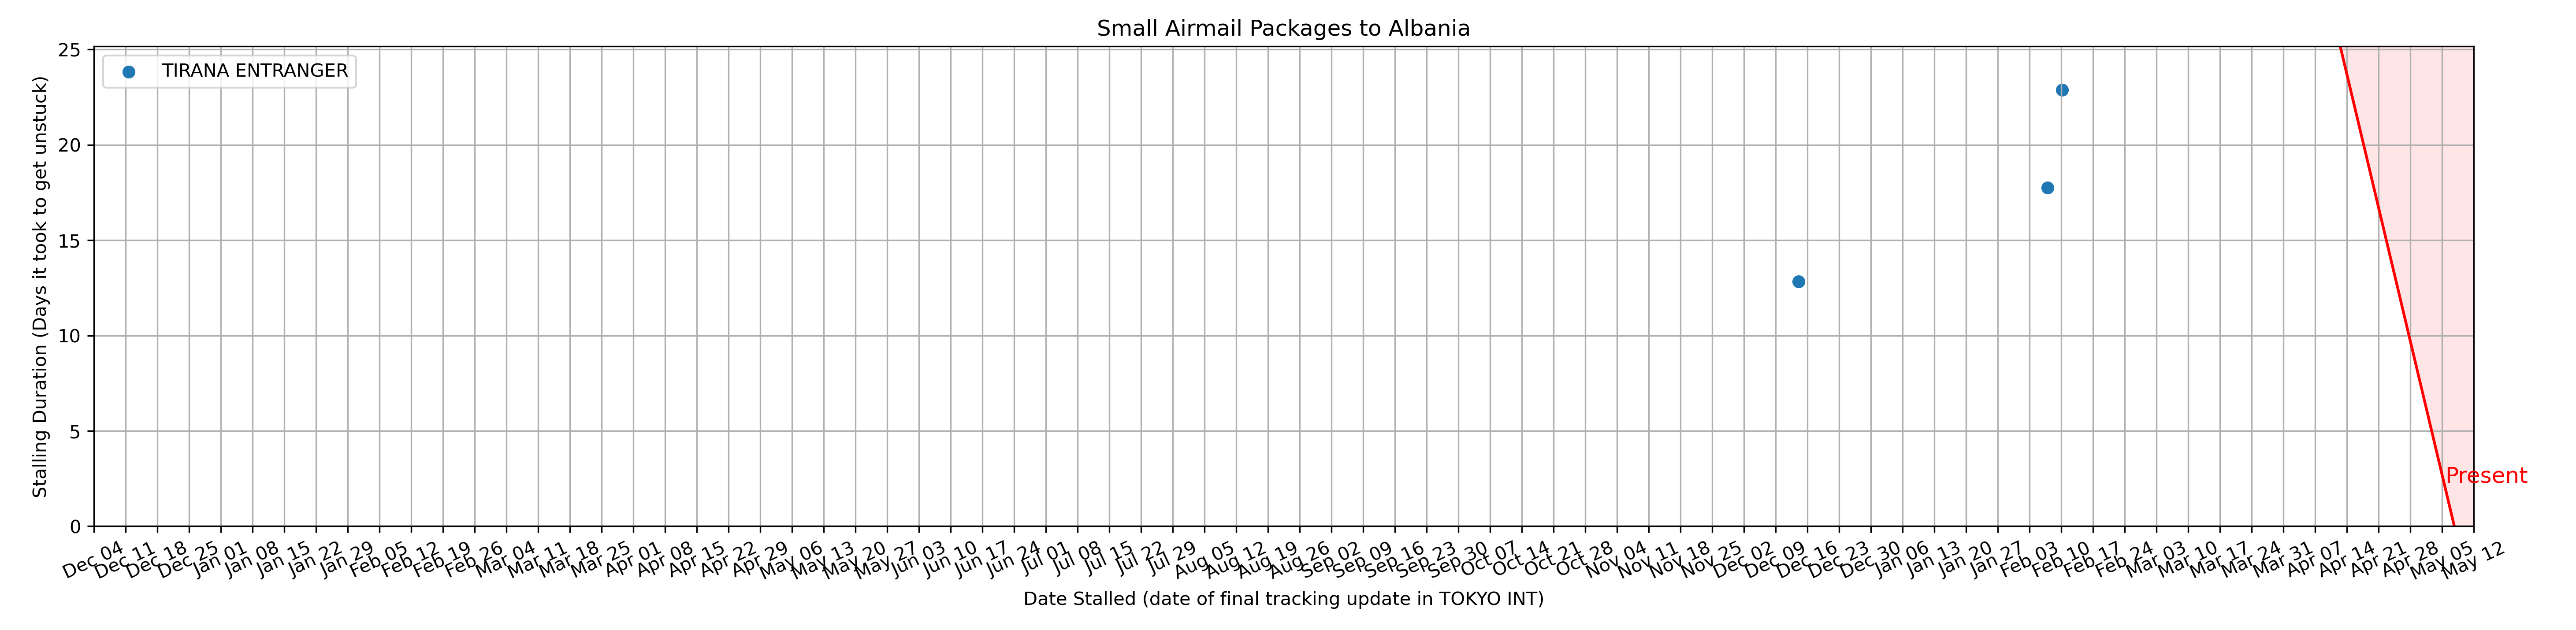 Small Airmail Packages to Albania
TIRANA ENTRANGER
Stalling Duration (Days it took to get unstuck)
25
20
15
10
5
0
Present
Dec 04
Dec 11
Dec 18
Dec 25
Jan 01
Jan 08
Jan 15
Jan 22
Jan 29
Feb 05
Feb 12
Feb 19
Feb 26
Mar 04
Mar 11
Mar 18
Mar 25
Apr 01
Apr 08
Apr 15
Apr 22
Apr 29
May 06
May 13
May 20
May 27
Jun 03
Jun 10
Jun 17
Jun 24
Jul 01
Jul 08
Jul 15
Jul 22
Jul 29
Aug 05
Aug 12
Aug 19
Aug 26
Sep 02
Sep 09
Sep 16
Sep 23
Sep 30
Oct 07
Oct 14
Oct 21
Oct 28
Nov 04
Nov 11
Nov 18
Nov 25
Dec 02
Dec 09
Dec 16
Dec 23
Dec 30
Jan 06
Jan 13
Jan 20
Jan 27
Feb 03
Feb 10
Feb 17
Feb 24
Mar 03
Mar 10
Mar 17
Mar 24
Mar 31
Apr 07
Apr 14
Apr 21
Apr 28
May 05
May 12
Date Stalled (date of final tracking update in TOKYO INT)